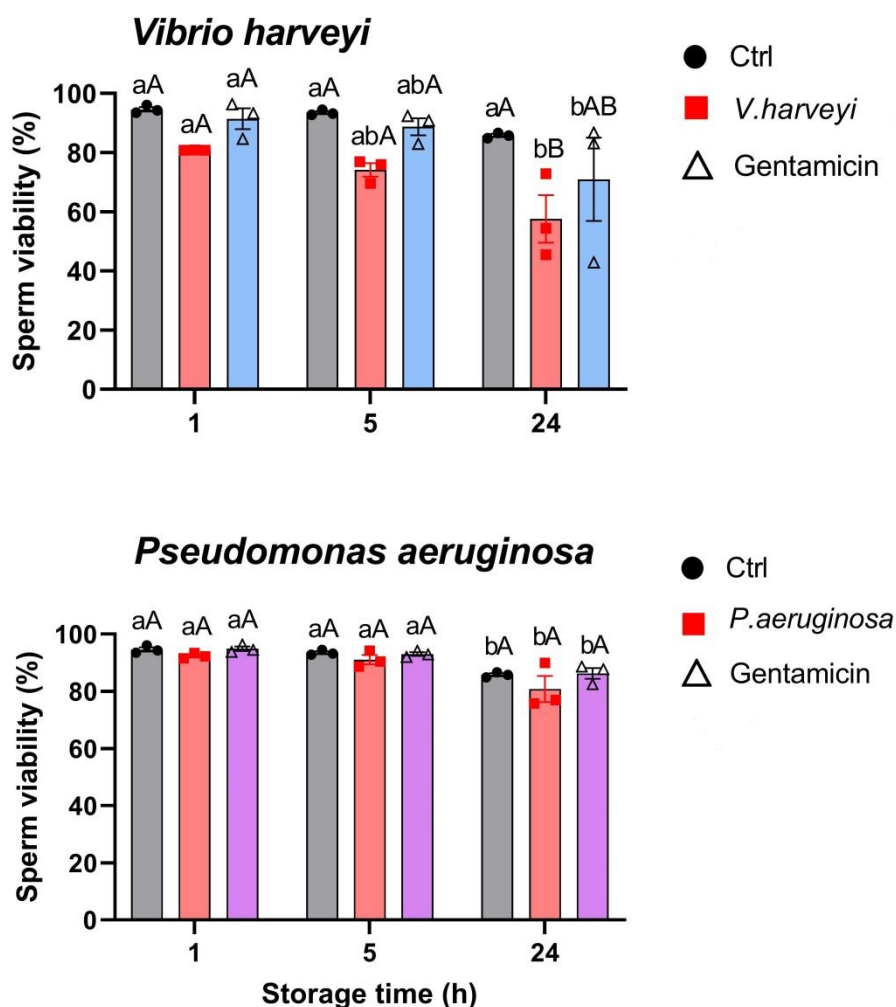 Vibrio harveyi
Ctrl
V.harveyi
Gentamicin
Sperm viability (%)
100
80
60
40
20
0
aA
aA
aA
aA
abA
abA
aA
bB
bAB
1
5
24
Pseudomonas aeruginosa
Ctrl
P.aeruginosa
Gentamicin
Sperm viability (%)
100
80
60
40
20
0
aA aA aA
aA aA aA
bA bA bA
1
5
24
Storage time (h)